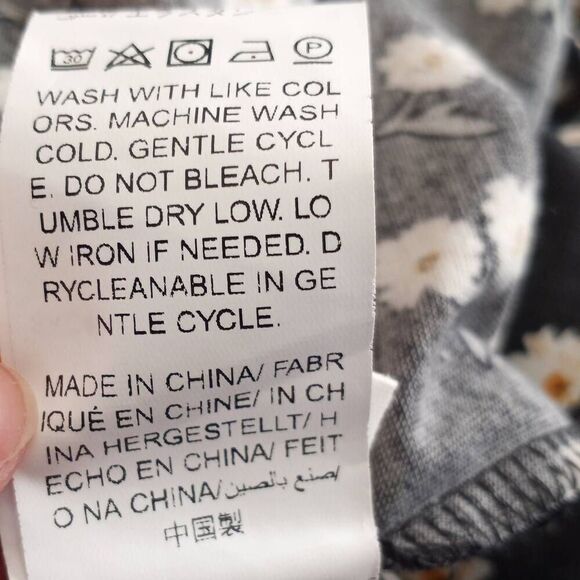 30 P
WASH WITH LIKE COL
ORS. MACHINE WASH
COLD. GENTLE CYCL
E. DO NOT BLEACH. T
UMBLE DRY LOW. LO
W IRON IF NEEDED. D
RYCLEANABLE IN GE
NTLE CYCLE.
MADE IN CHINA/ FABR
IQUÉ EN CHINE/ IN CH
INA HERGESTELLT/ H
ECHO EN CHINA/ FEIT
O NA CHINA/صنع بالصين/
中国製